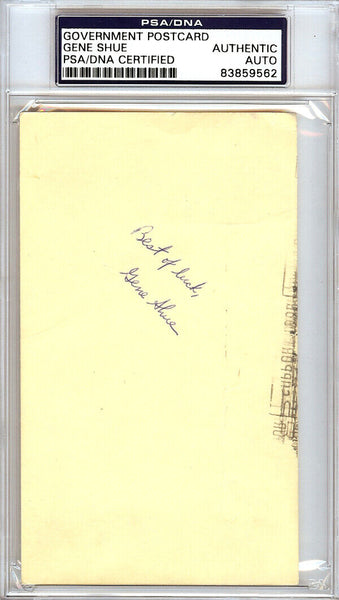 PSA/DNA
GOVERNMENT POSTCARD
GENE SHUE
AUTHENTIC
PSA/DNA CERTIFIED
AUTO
83859562
Best of luck,
Gene Shue